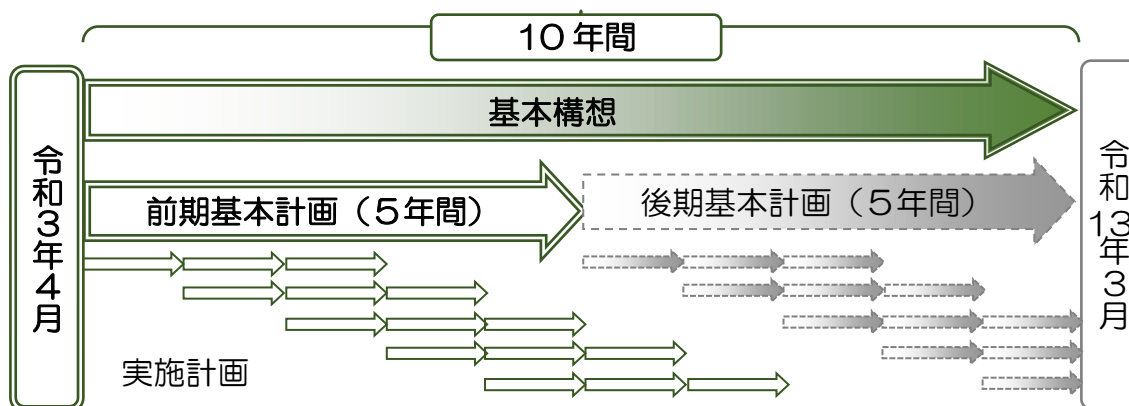 10年間
基本構想
令和3年4月
前期基本計画（5年間）
後期基本計画（5年間）
令和13年3月
実施計画